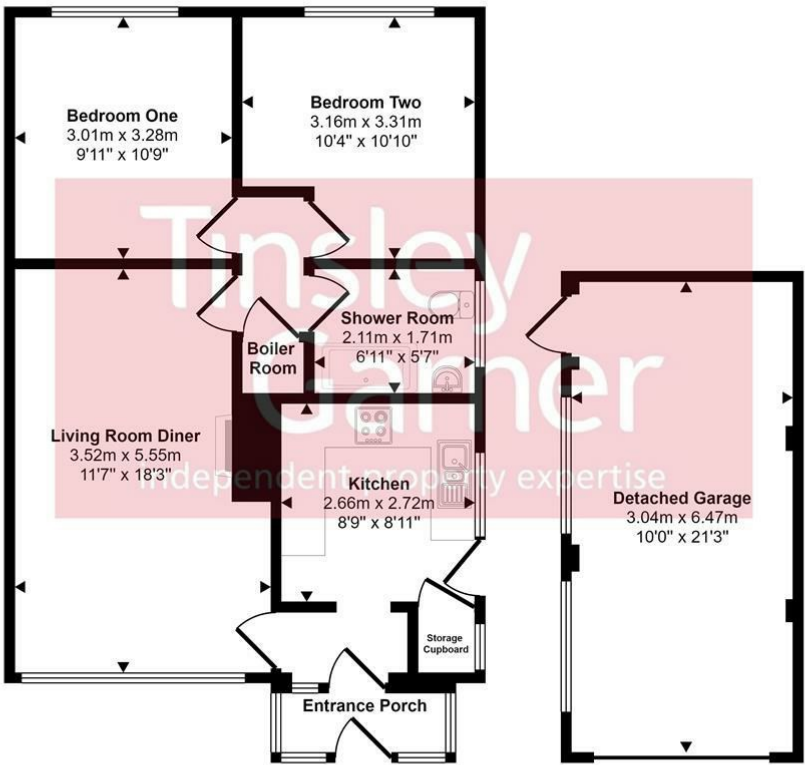 Bedroom One
3.01m x 3.28m
9'11" x 10'9"
Bedroom Two
3.16m x 3.31m
10'4" x 10'10"
Tinsley
Garner
Independent property expertise
Shower Room
2.11m x 1.71m
6'11" x 5'7"
Boiler
Room
Living Room Diner
3.52m x 5.55m
11'7" x 18'3"
Kitchen
2.66m x 2.72m
8'9" x 8'11"
Detached Garage
3.04m x 6.47m
10'0" x 21'3"
Storage
Cupboard
Entrance Porch